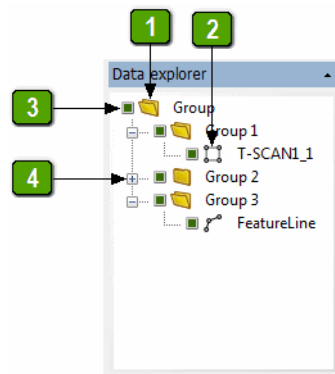 1
2
Data explorer
3
Group
Group 1
T-SCAN1_1
4
Group 2
Group 3
FeatureLine